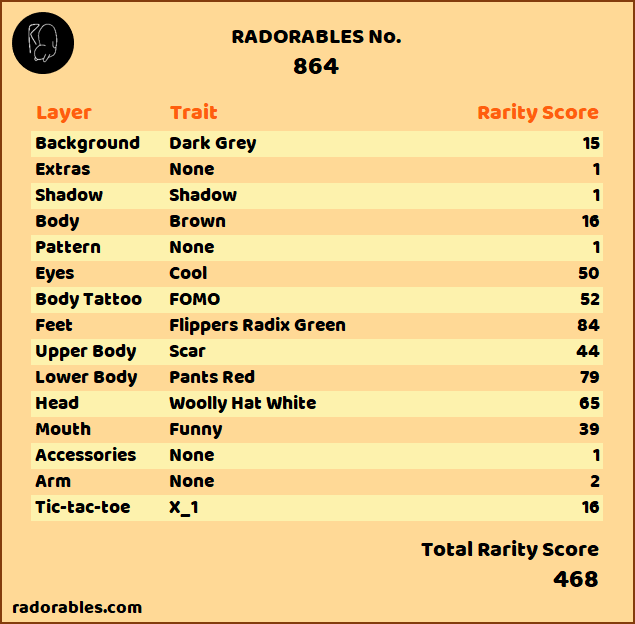 RADORABLES No.
864
Layer Trait Rarity Score
Background Dark Grey 15
Extras None 1
Shadow Shadow 1
Body Brown 16
Pattern None 1
Eyes Cool 50
Body Tattoo FOMO 52
Feet Flippers Radix Green 84
Upper Body Scar 44
Lower Body Pants Red 79
Head Woolly Hat White 65
Mouth Funny 39
Accessories None 1
Arm None 2
Tic-tac-toe X_1 16
Total Rarity Score
468
radorables.com